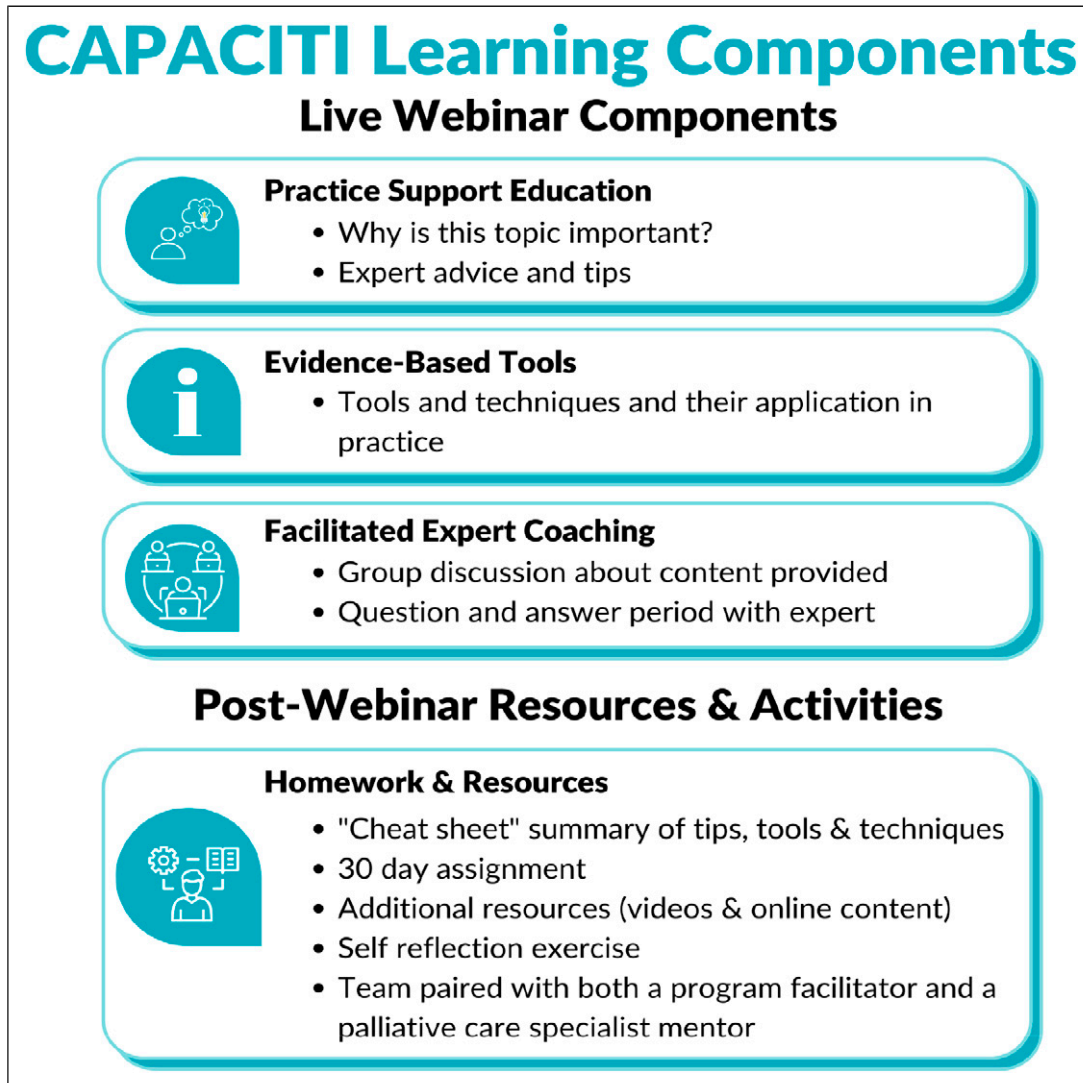 CAPACITI Learning Components
Live Webinar Components
Practice Support Education
• Why is this topic important?
• Expert advice and tips
Evidence-Based Tools
• Tools and techniques and their application in
practice
Facilitated Expert Coaching
• Group discussion about content provided
• Question and answer period with expert
Post-Webinar Resources & Activities
Homework & Resources
• "Cheat sheet" summary of tips, tools & techniques
• 30 day assignment
• Additional resources (videos & online content)
• Self reflection exercise
• Team paired with both a program facilitator and a
palliative care specialist mentor